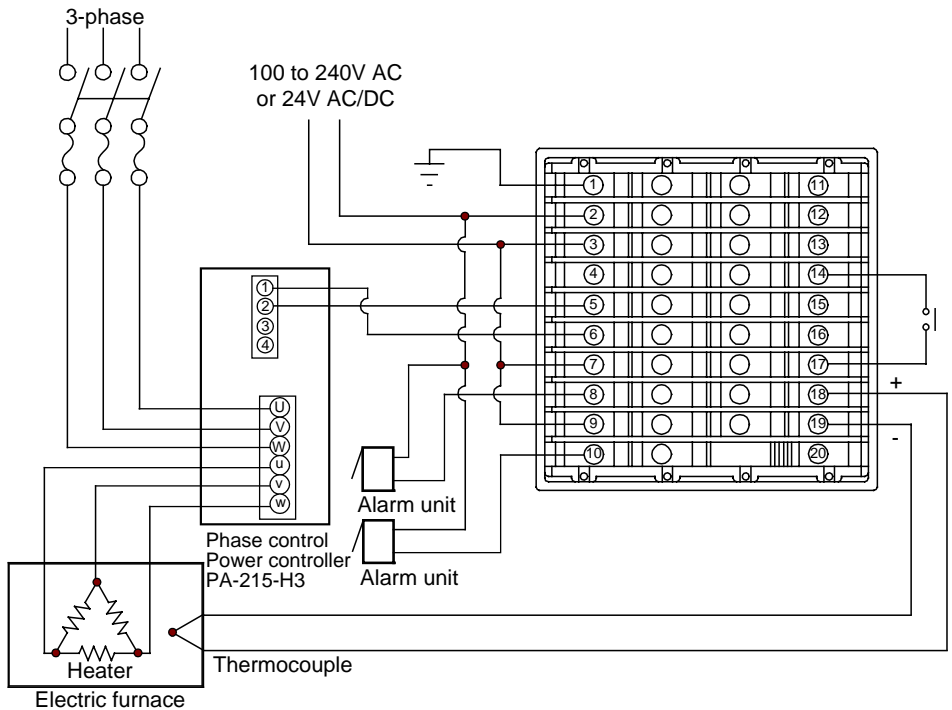 3-phase
100 to 240V AC
or 24V AC/DC
1
2
3
4
5
6
7
8
9
10
11
12
13
14
15
16
17
18
19
20
+
-
1
2
3
4
U
V
W
u
v
w
Alarm unit
Alarm unit
Phase control
Power controller
PA-215-H3
Heater
Thermocouple
Electric furnace